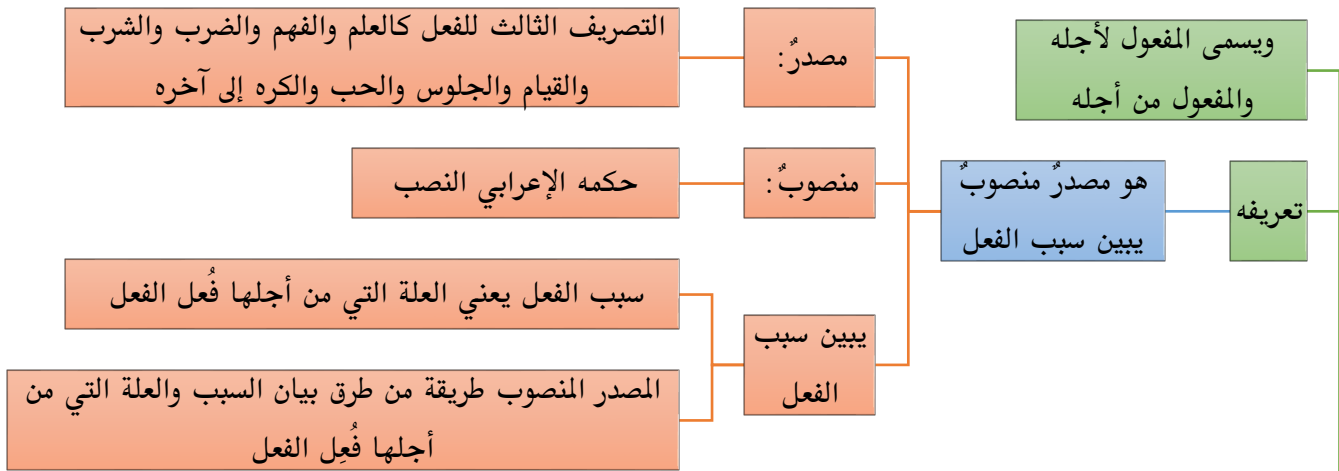 ويسمى المفعول لأجله
والمفعول من أجله
تعريفه
هو مصدرٌ منصوبٌ
يبين سبب الفعل
مصدرٌ:
التصريف الثالث للفعل كالعلم والفهم والضرب والشرب
والقيام والجلوس والحب والكره إلى آخره
منصوبٌ:
حكمه الإعرابي النصب
يبين سبب
الفعل
سبب الفعل يعني العلة التي من أجلها فُعل الفعل
المصدر المنصوب طريقة من طرق بيان السبب والعلة التي من
أجلها فُعِل الفعل